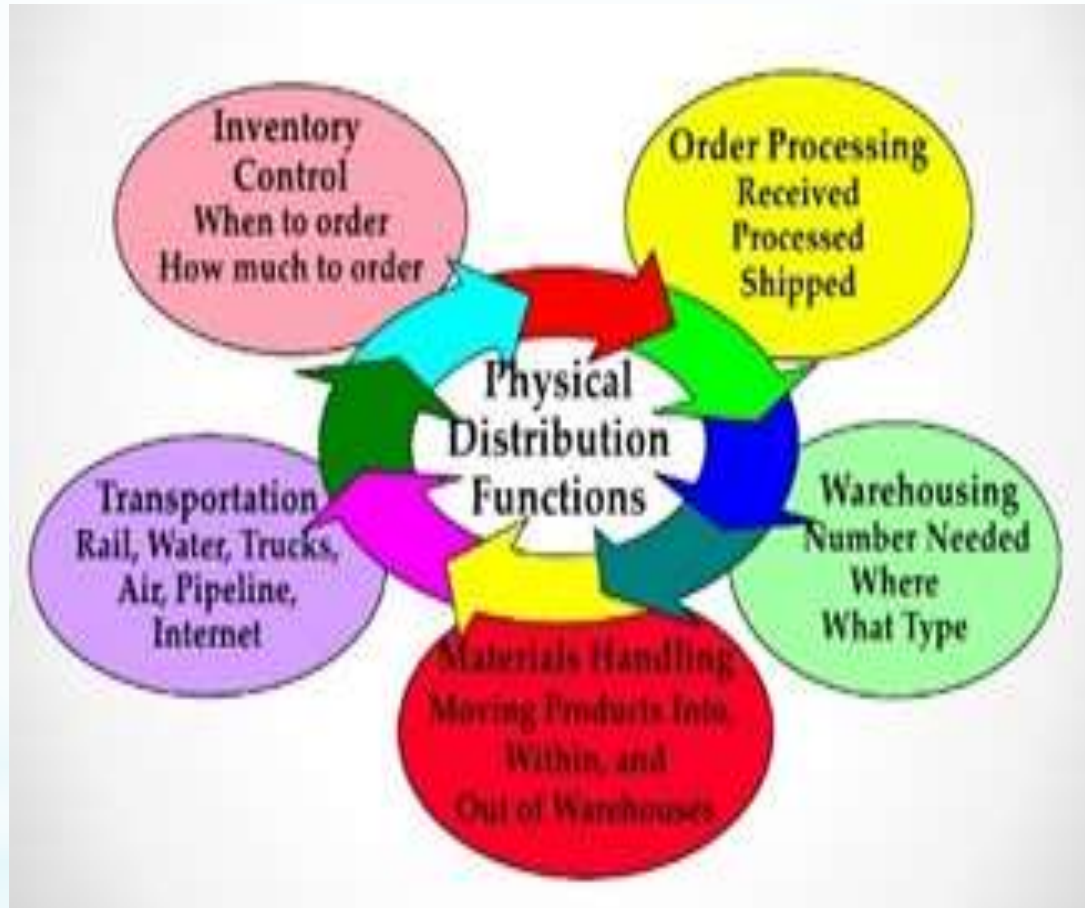 Inventory
Control
When to order
How much to order
Order Processing
Received
Processed
Shipped
Physical
Distribution
Functions
Warehousing
Number Needed
Where
What Type
Materials Handling
Moving Products Into,
Within, and
Out of Warehouses
Transportation
Rail, Water, Trucks,
Air, Pipeline,
Internet